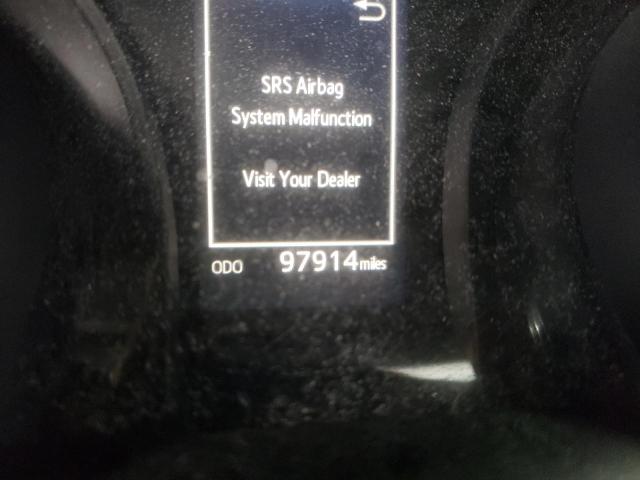 SRS Airbag
System Malfunction
Visit Your Dealer
ODO 97914 miles